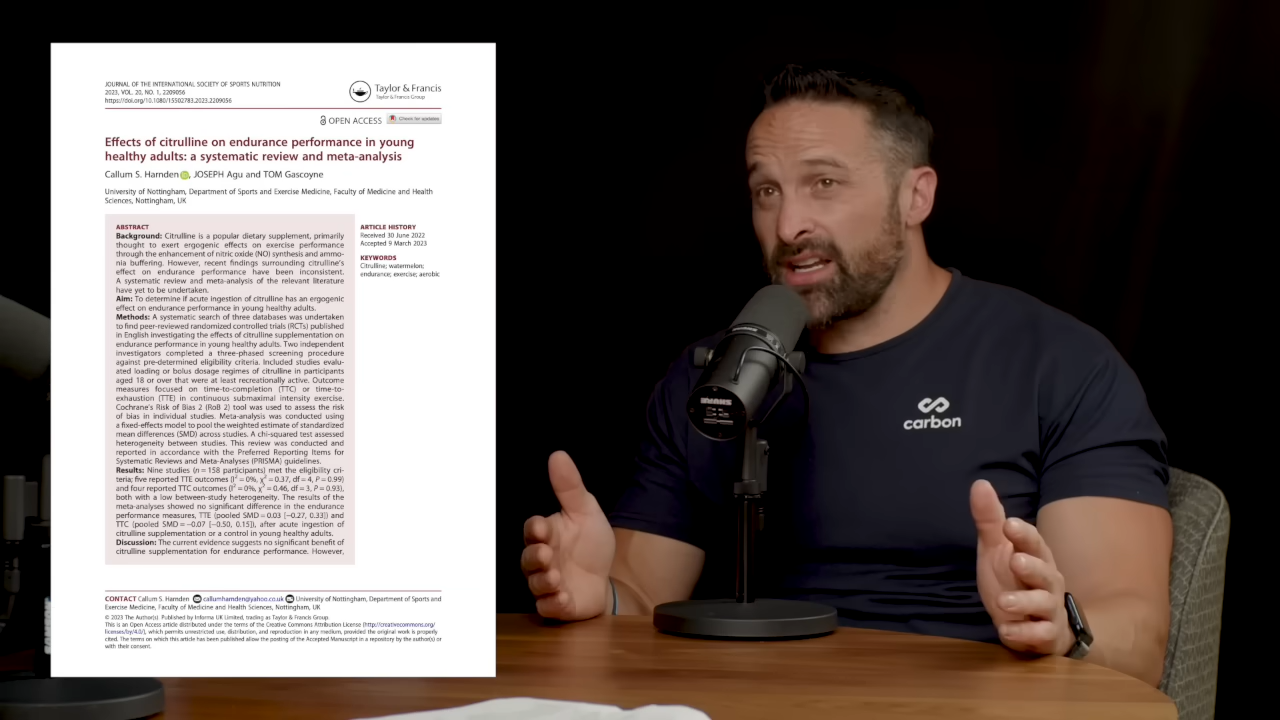 JOURNAL OF THE INTERNATIONAL SOCIETY OF SPORTS NUTRITION
2023, VOL. 20, NO. 1, 2209056
https://doi.org/10.1080/15502783.2023.2209056
Taylor & Francis
Taylor & Francis Group
OPEN ACCESS
Check for updates
Effects of citrulline on endurance performance in young
healthy adults: a systematic review and meta-analysis
Callum S. Harnden, JOSEPH Agu and TOM Gascoyne
University of Nottingham, Department of Sports and Exercise Medicine, Faculty of Medicine and Health
Sciences, Nottingham, UK
ABSTRACT
Background: Citrulline is a popular dietary supplement, primarily
thought to exert ergogenic effects on exercise performance
through the enhancement of nitric oxide (NO) synthesis and ammo-
nia buffering. However, recent findings surrounding citrulline's
effect on endurance performance have been inconsistent.
A systematic review and meta-analysis of the relevant literature
have yet to be undertaken.
Aim: To determine if acute ingestion of citrulline has an ergogenic
effect on endurance performance in young healthy adults.
Methods: A systematic search of three databases was undertaken
to find peer-reviewed randomized controlled trials (RCTs) published
in English investigating the effects of citrulline supplementation on
endurance performance in young healthy adults. Two independent
investigators completed a three-phased screening procedure
against pre-determined eligibility criteria. Included studies evalu-
ated loading or bolus dosage regimes of citrulline in participants
aged 18 or over that were at least recreationally active. Outcome
measures focused on time-to-completion (TTC) or time-to-
exhaustion (TTE) in continuous submaximal intensity exercise.
Cochrane's Risk of Bias 2 (RoB 2) tool was used to assess the risk
of bias in individual studies. Meta-analysis was conducted using
a fixed-effects model to pool the weighted estimate of standardized
mean differences (SMD) across studies. A chi-squared test assessed
heterogeneity between studies. This review was conducted and
reported in accordance with the Preferred Reporting Items for
Systematic Reviews and Meta-Analyses (PRISMA) guidelines.
Results: Nine studies (n = 158 participants) met the eligibility cri-
teria; five reported TTE outcomes (I² = 0%, χ² = 0.37, df = 4, P = 0.99)
and four reported TTC outcomes (I² = 0%, χ² = 0.46, df = 3, P = 0.93),
both with a low between-study heterogeneity. The results of the
meta-analyses showed no significant difference in the endurance
performance measures, TTE (pooled SMD = 0.03 [−0.27, 0.33]) and
TTC (pooled SMD = −0.07 [−0.50, 0.15]), after acute ingestion of
citrulline supplementation or a control in young healthy adults.
Discussion: The current evidence suggests no significant benefit of
citrulline supplementation for endurance performance. However,
ARTICLE HISTORY
Received 30 June 2022
Accepted 9 March 2023
KEYWORDS
Citrulline; watermelon;
endurance; exercise; aerobic
CONTACT Callum S. Harnden callumharnden@yahoo.co.uk University of Nottingham, Department of Sports and
Exercise Medicine, Faculty of Medicine and Health Sciences, Nottingham, UK
© 2023 The Author(s). Published by Informa UK Limited, trading as Taylor & Francis Group.
This is an Open Access article distributed under the terms of the Creative Commons Attribution License (http://creativecommons.org/
licenses/by/4.0/), which permits unrestricted use, distribution, and reproduction in any medium, provided the original work is properly
cited. The terms on which this article has been published allow the posting of the Accepted Manuscript in a repository by the author(s) or
with their consent.
carbon